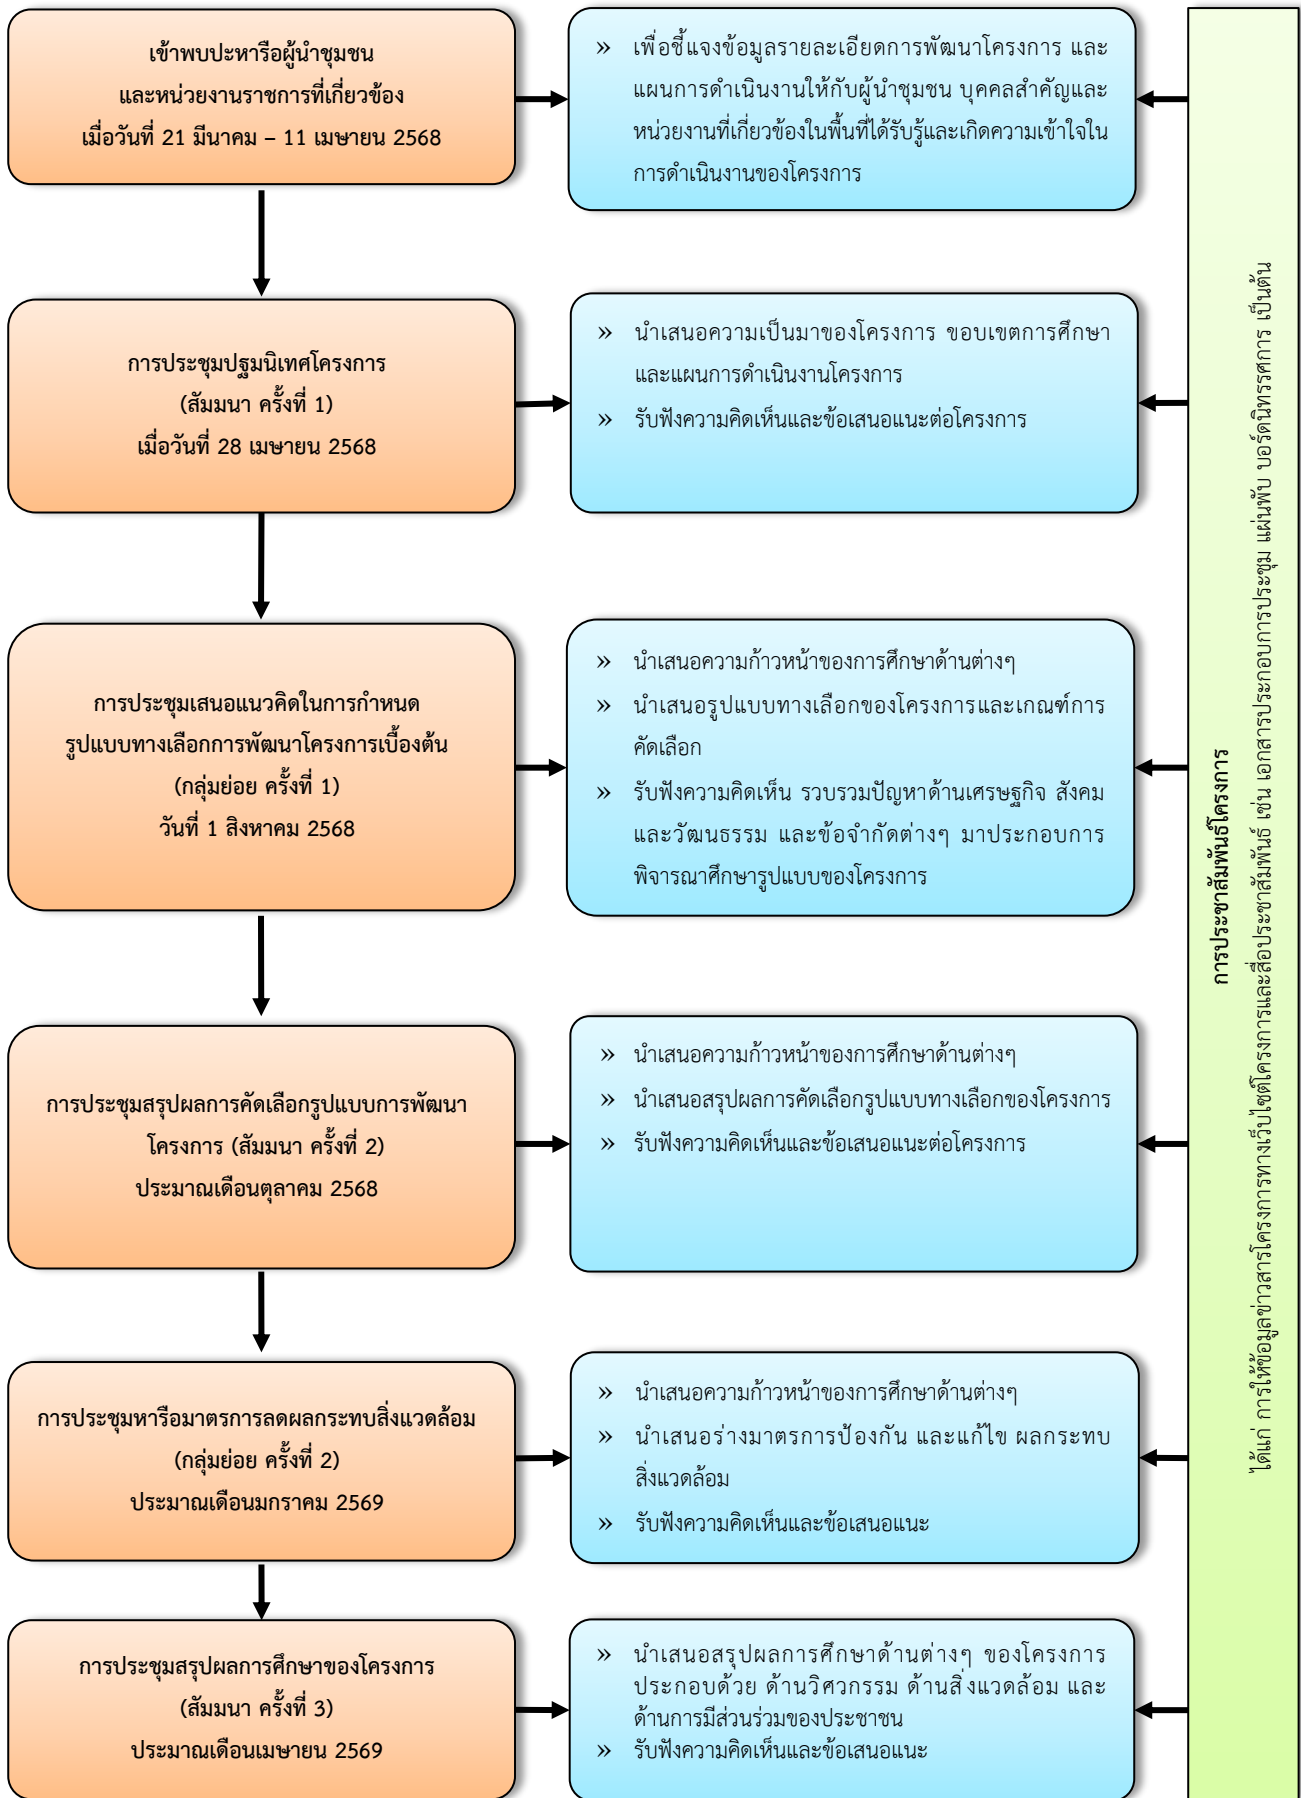 เข้าพบปะหารือผู้นำชุมชน
และหน่วยงานราชการที่เกี่ยวข้อง
เมื่อวันที่ 21 มีนาคม – 11 เมษายน 2568
» เพื่อชี้แจงข้อมูลรายละเอียดการพัฒนาโครงการ และ
แผนการดำเนินงานให้กับผู้นำชุมชน บุคคลสำคัญและ
หน่วยงานที่เกี่ยวข้องในพื้นที่ได้รับรู้และเกิดความเข้าใจใน
การดำเนินงานของโครงการ
การประชุมปฐมนิเทศโครงการ
(สัมมนา ครั้งที่ 1)
เมื่อวันที่ 28 เมษายน 2568
» นำเสนอความเป็นมาของโครงการ ขอบเขตการศึกษา
และแผนการดำเนินงานโครงการ
» รับฟังความคิดเห็นและข้อเสนอแนะต่อโครงการ
การประชุมเสนอแนวคิดในการกำหนด
รูปแบบทางเลือกการพัฒนาโครงการเบื้องต้น
(กลุ่มย่อย ครั้งที่ 1)
วันที่ 1 สิงหาคม 2568
» นำเสนอความก้าวหน้าของการศึกษาด้านต่างๆ
» นำเสนอรูปแบบทางเลือกของโครงการและเกณฑ์การ
คัดเลือก
» รับฟังความคิดเห็น รวบรวมปัญหาด้านเศรษฐกิจ สังคม
และวัฒนธรรม และข้อจำกัดต่างๆ มาประกอบการ
พิจารณาศึกษารูปแบบของโครงการ
การประชุมสรุปผลการคัดเลือกรูปแบบการพัฒนา
โครงการ (สัมมนา ครั้งที่ 2)
ประมาณเดือนตุลาคม 2568
» นำเสนอความก้าวหน้าของการศึกษาด้านต่างๆ
» นำเสนอสรุปผลการคัดเลือกรูปแบบทางเลือกของโครงการ
» รับฟังความคิดเห็นและข้อเสนอแนะต่อโครงการ
การประชุมหารือมาตรการลดผลกระทบสิ่งแวดล้อม
(กลุ่มย่อย ครั้งที่ 2)
ประมาณเดือนมกราคม 2569
» นำเสนอความก้าวหน้าของการศึกษาด้านต่างๆ
» นำเสนอร่างมาตรการป้องกัน และแก้ไข ผลกระทบ
สิ่งแวดล้อม
» รับฟังความคิดเห็นและข้อเสนอแนะ
การประชุมสรุปผลการศึกษาของโครงการ
(สัมมนา ครั้งที่ 3)
ประมาณเดือนเมษายน 2569
» นำเสนอสรุปผลการศึกษาด้านต่างๆ ของโครงการ
ประกอบด้วย ด้านวิศวกรรม ด้านสิ่งแวดล้อม และ
ด้านการมีส่วนร่วมของประชาชน
» รับฟังความคิดเห็นและข้อเสนอแนะ
การประชาสัมพันธ์โครงการ
ได้แก่ การให้ข้อมูลข่าวสารโครงการทางเว็บไซต์โครงการและสื่อประชาสัมพันธ์ เช่น เอกสารประกอบการประชุม แผ่นพับ บอร์ดนิทรรศการ เป็นต้น